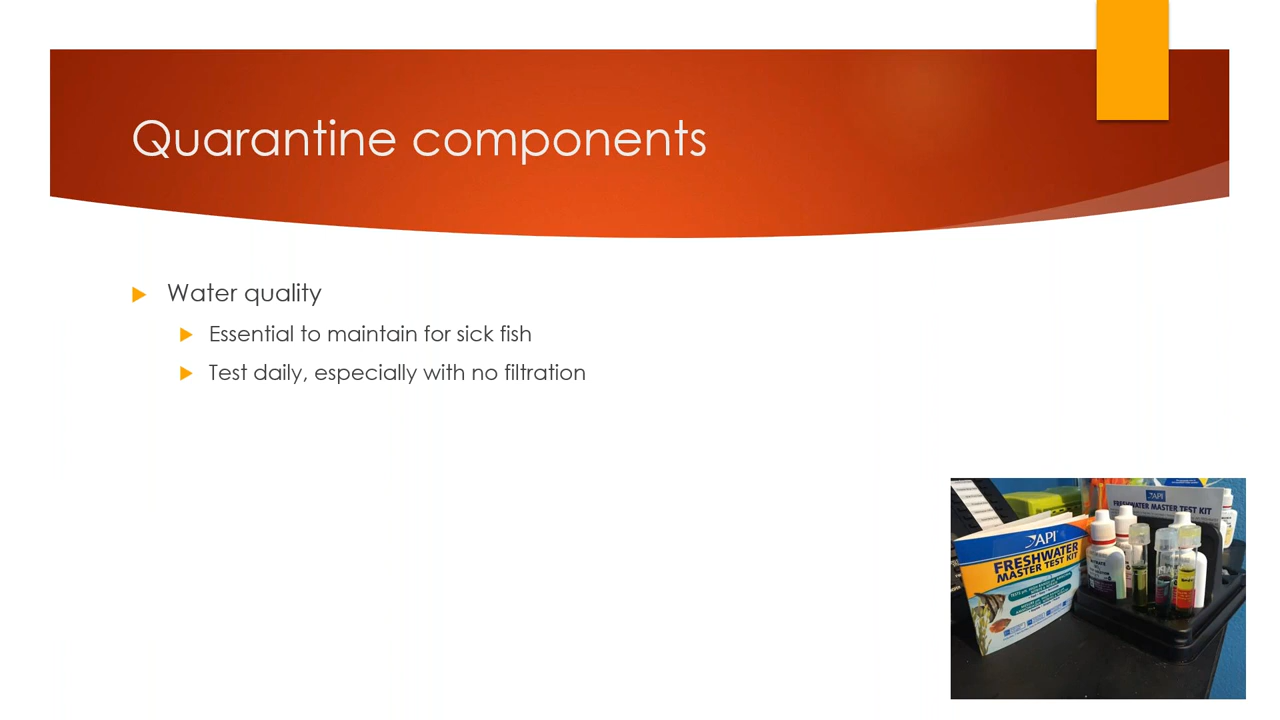 Quarantine components
Water quality
Essential to maintain for sick fish
Test daily, especially with no filtration
API
FRESHWATER MASTER TEST KIT
API
FRESHWATER
MASTER TEST KIT